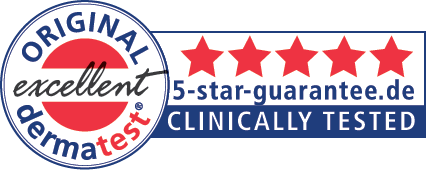 ORIGINAL
excellent
dermatest®
5-star-guarantee.de
CLINICALLY TESTED